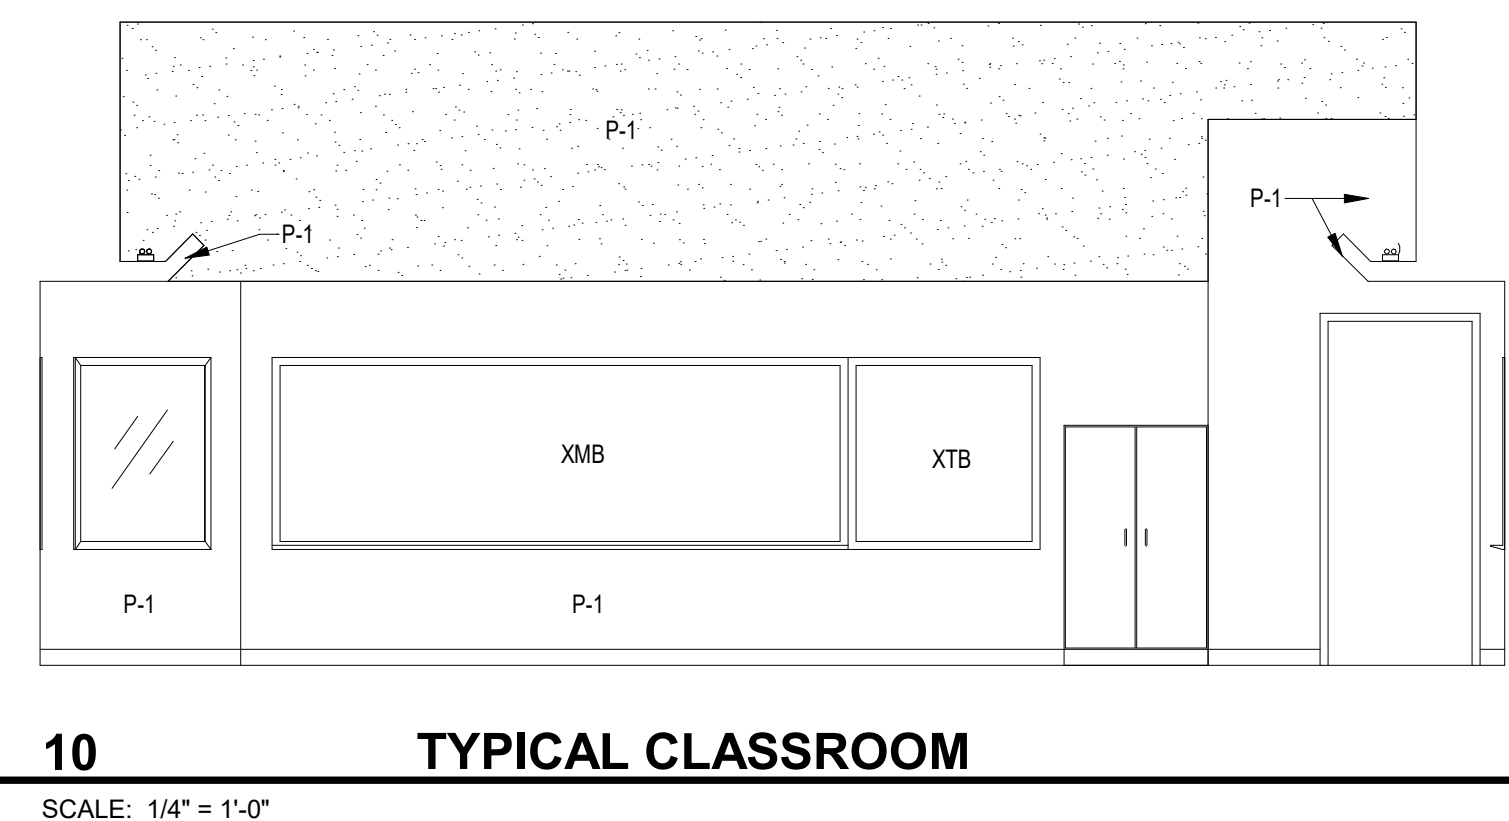 P-1
P-1
P-1
XMB
XTB
P-1
P-1
10
TYPICAL CLASSROOM
SCALE: 1/4" = 1'-0"